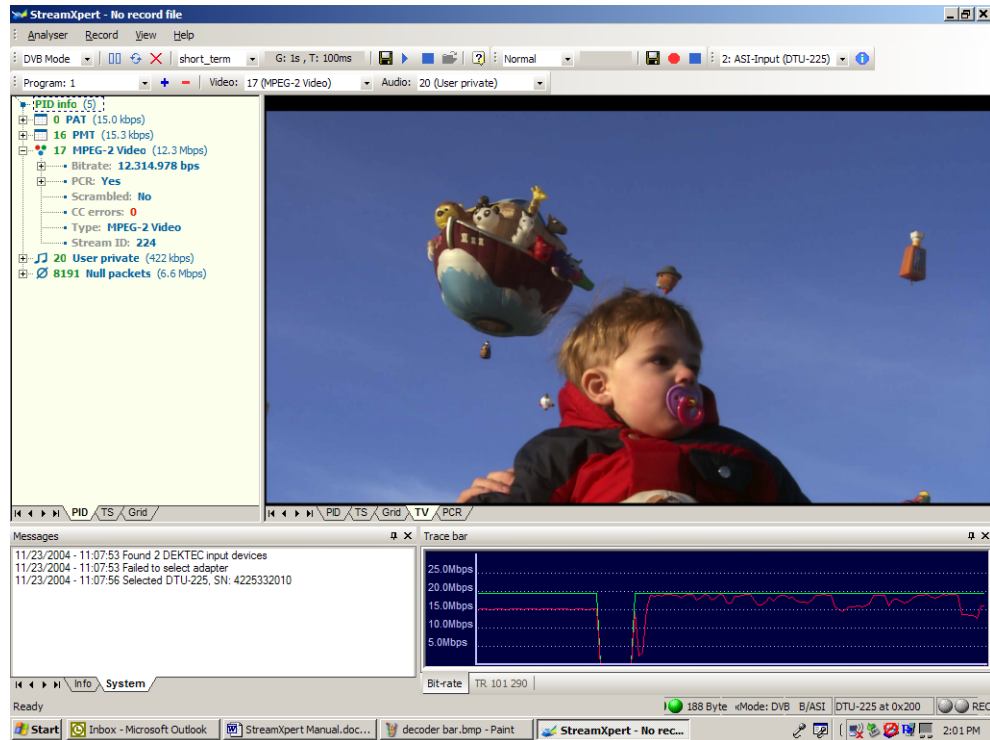 StreamXpert - No record file
Analyser Record View Help
DVB Mode short_term G: 1s , T: 100ms Normal 2: ASI-Input (DTU-225)
Program: 1 Video: 17 (MPEG-2 Video) Audio: 20 (User private)
PID info (5)
0 PAT (15.0 kbps)
16 PMT (15.3 kbps)
17 MPEG-2 Video (12.3 Mbps)
Bitrate: 12.314.978 bps
PCR: Yes
Scrambled: No
CC errors: 0
Type: MPEG-2 Video
Stream ID: 224
20 User private (422 kbps)
8191 Null packets (6.6 Mbps)
PID TS Grid
PID TS Grid TV PCR
Messages
11/23/2004 - 11:07:53 Found 2 DEKTEC input devices
11/23/2004 - 11:07:53 Failed to select adapter
11/23/2004 - 11:07:56 Selected DTU-225, SN: 4225332010
Info System
Trace bar
25.0Mbps
20.0Mbps
15.0Mbps
10.0Mbps
5.0Mbps
Bit-rate TR 101 290
Ready 188 Byte Mode: DVB B/ASI DTU-225 at 0x200 REC
Start Inbox - Microsoft Outlook StreamXpert Manual.doc... decoder bar.bmp - Paint StreamXpert - No rec... 2:01 PM